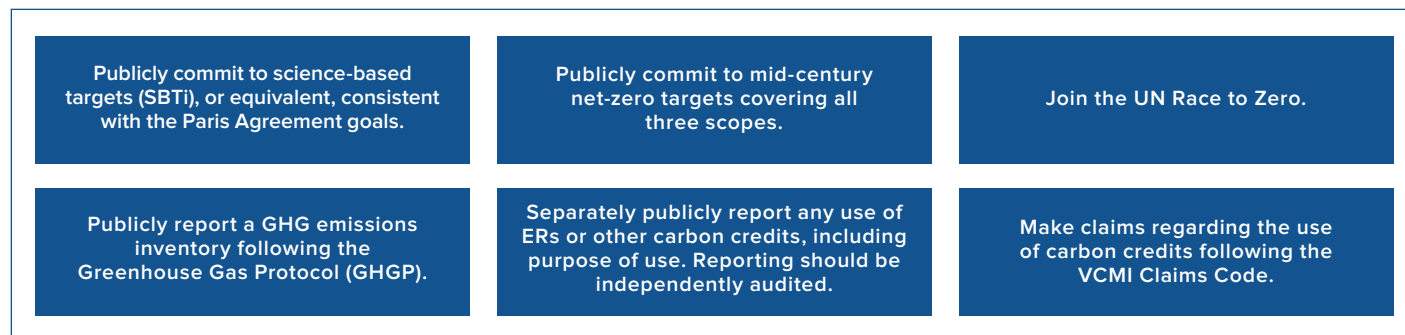 Publicly commit to science-based
targets (SBTi), or equivalent, consistent
with the Paris Agreement goals.
Publicly commit to mid-century
net-zero targets covering all
three scopes.
Join the UN Race to Zero.
Publicly report a GHG emissions
inventory following the
Greenhouse Gas Protocol (GHGP).
Separately publicly report any use of
ERs or other carbon credits, including
purpose of use. Reporting should be
independently audited.
Make claims regarding the use
of carbon credits following the
VCMI Claims Code.